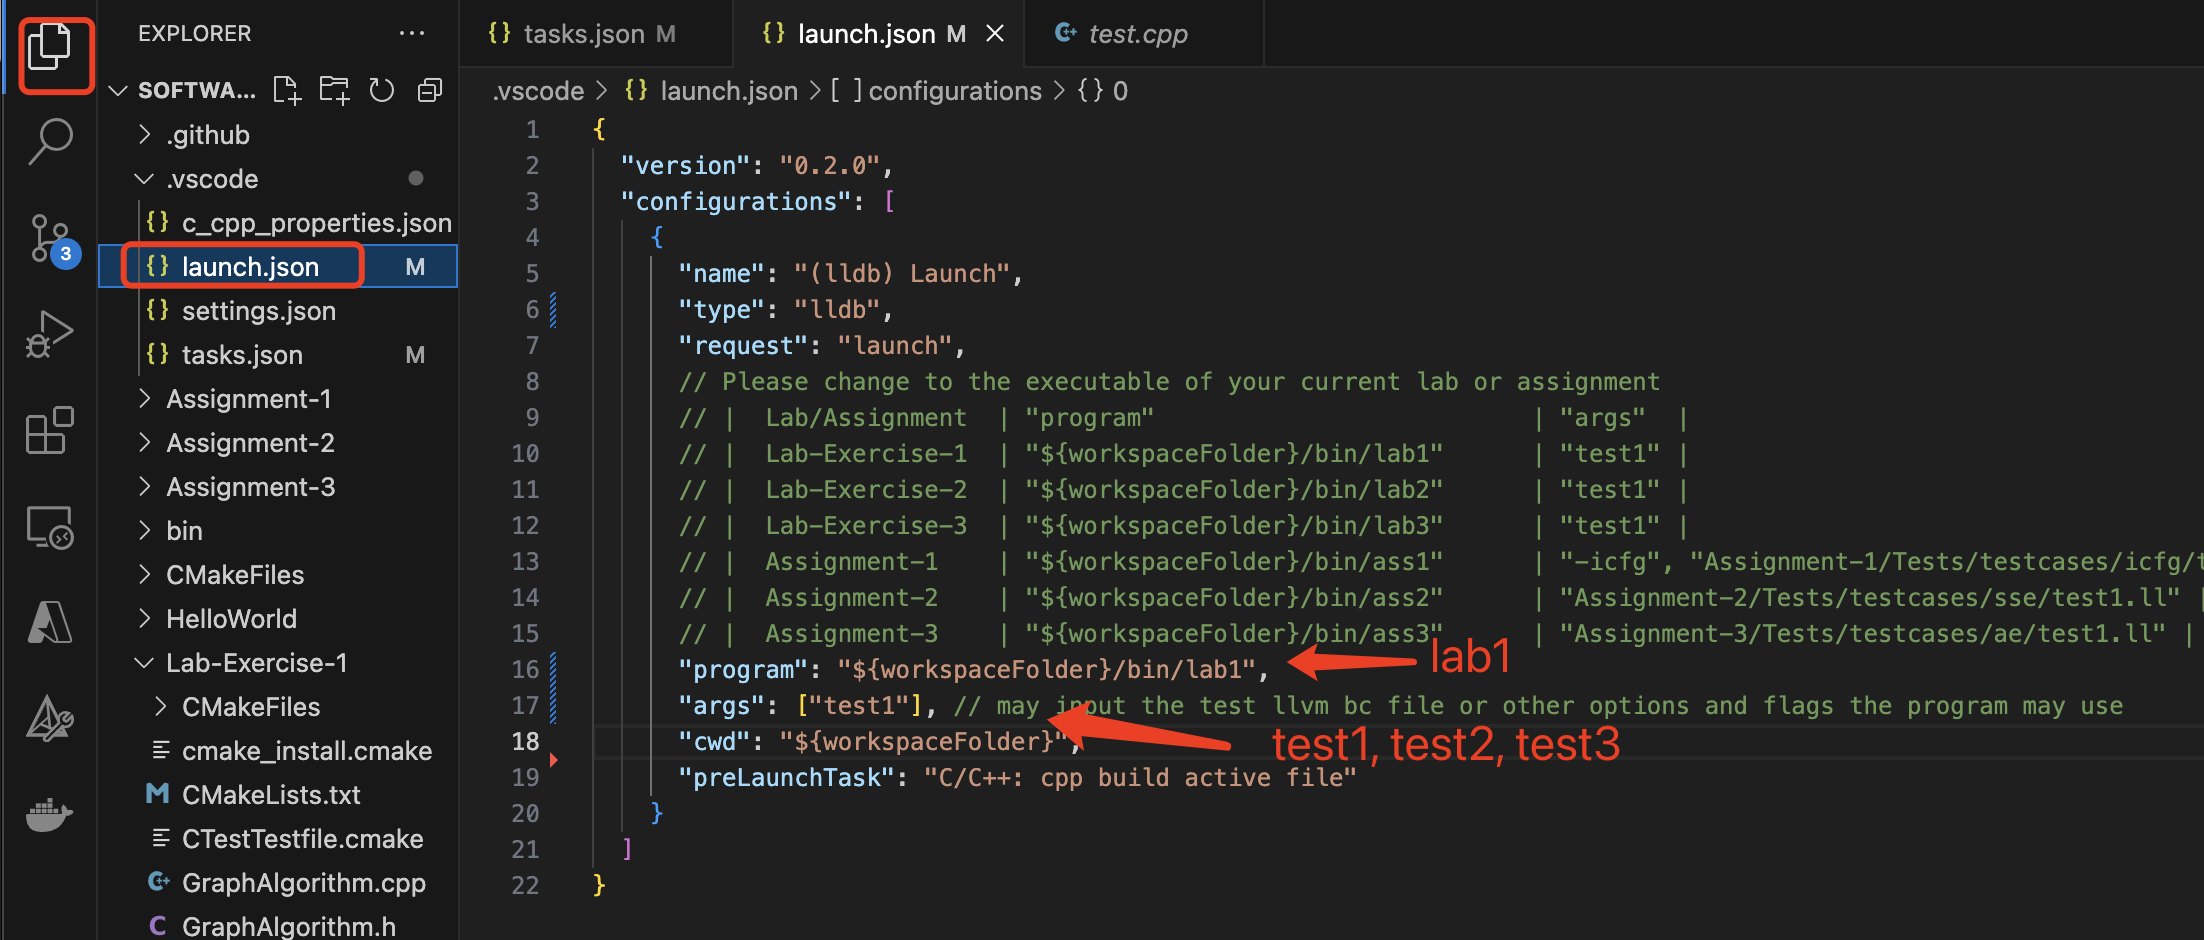 EXPLORER
SOFTWA...
.github
.vscode
c_cpp_properties.json
launch.json M
settings.json
tasks.json M
Assignment-1
Assignment-2
Assignment-3
bin
CMakeFiles
HelloWorld
Lab-Exercise-1
CMakeFiles
cmake_install.cmake
CMakeLists.txt
CTestTestfile.cmake
GraphAlgorithm.cpp
GraphAlgorithm.h
3
tasks.json M
launch.json M
test.cpp
.vscode > {} launch.json > [ ] configurations > {} 0
1 {
2 "version": "0.2.0",
3 "configurations": [
4 {
5 "name": "(lldb) Launch",
6 "type": "lldb",
7 "request": "launch",
8 // Please change to the executable of your current lab or assignment
9 // | Lab/Assignment | "program" | "args" |
10 // | Lab-Exercise-1 | "${workspaceFolder}/bin/lab1" | "test1" |
11 // | Lab-Exercise-2 | "${workspaceFolder}/bin/lab2" | "test1" |
12 // | Lab-Exercise-3 | "${workspaceFolder}/bin/lab3" | "test1" |
13 // | Assignment-1 | "${workspaceFolder}/bin/ass1" | "-icfg", "Assignment-1/Tests/testcases/icfg/t
14 // | Assignment-2 | "${workspaceFolder}/bin/ass2" | "Assignment-2/Tests/testcases/sse/test1.ll" |
15 // | Assignment-3 | "${workspaceFolder}/bin/ass3" | "Assignment-3/Tests/testcases/ae/test1.ll" |
16 "program": "${workspaceFolder}/bin/lab1",
lab1
17 "args": ["test1"], // may input the test llvm bc file or other options and flags the program may use
18 "cwd": "${workspaceFolder}",
test1, test2, test3
19 "preLaunchTask": "C/C++: cpp build active file"
20 }
21 ]
22 }